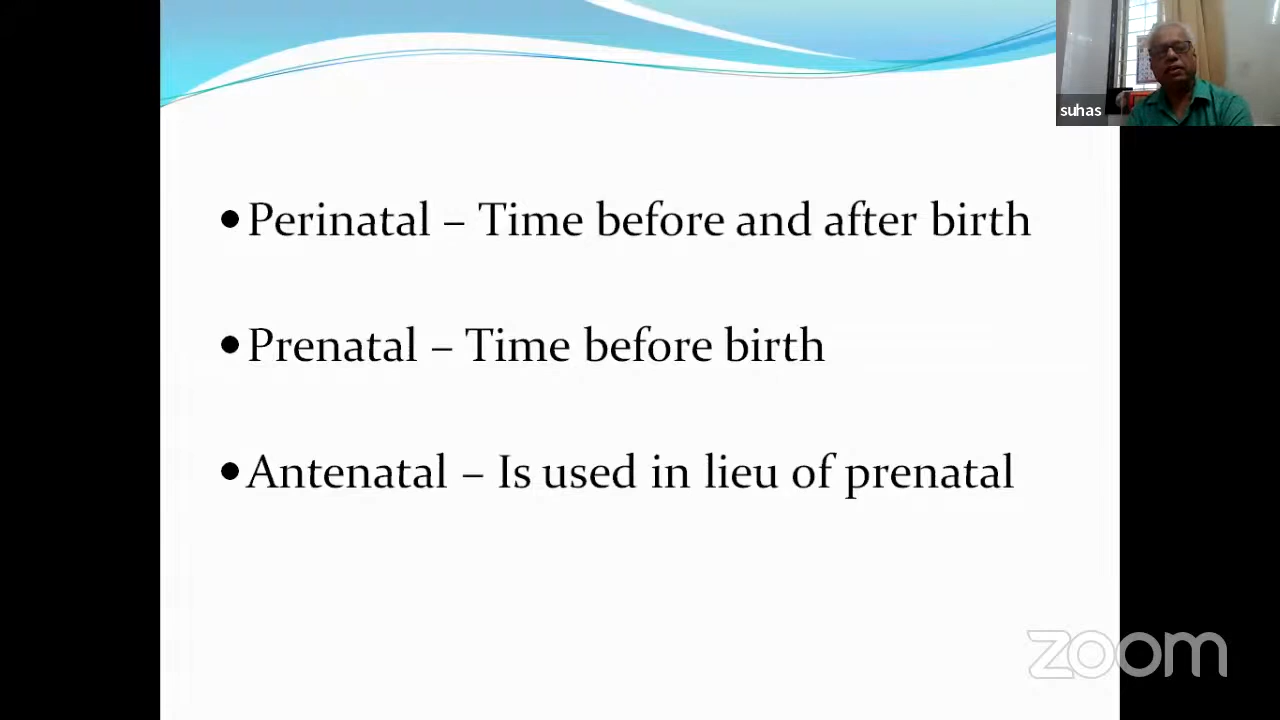 suhas
•Perinatal – Time before and after birth
•Prenatal – Time before birth
•Antenatal – Is used in lieu of prenatal
zoom